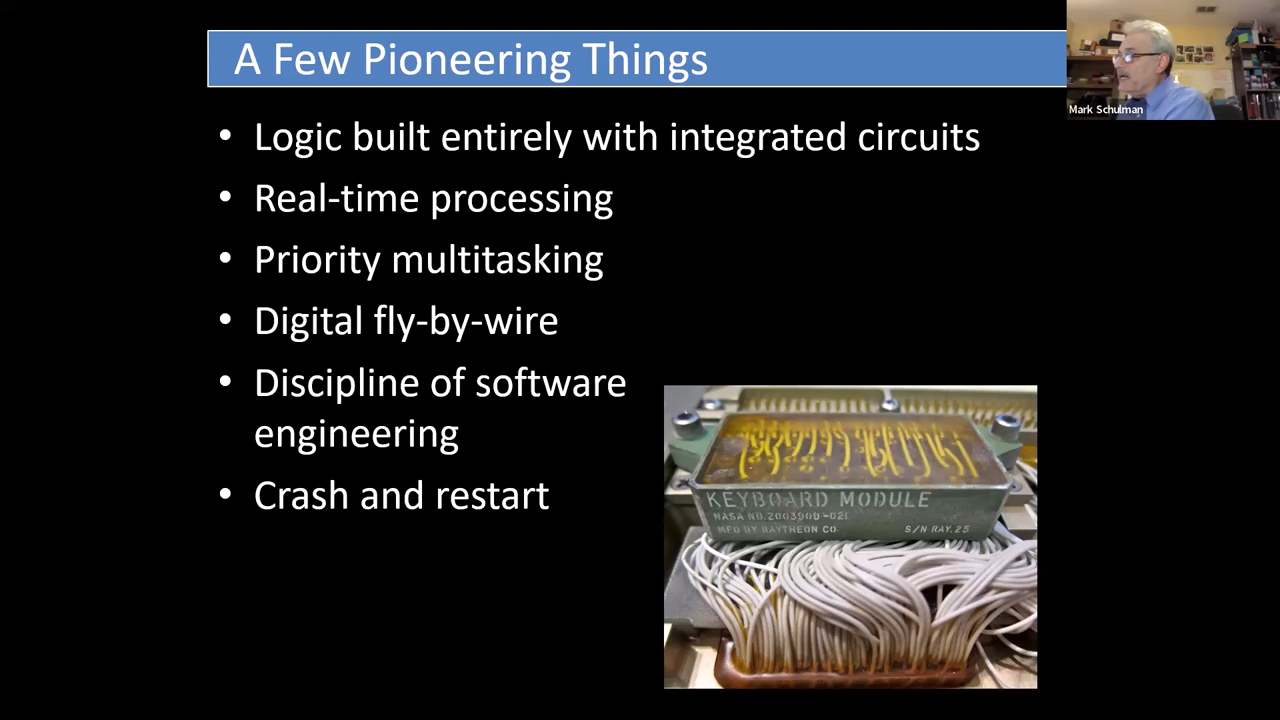 A Few Pioneering Things
Mark Schulman
• Logic built entirely with integrated circuits
• Real-time processing
• Priority multitasking
• Digital fly-by-wire
• Discipline of software
engineering
• Crash and restart
KEYBOARD MODULE
NASA NO. 2003909-021
MFD BY RAYTHEON CO. S/N RAY. 25